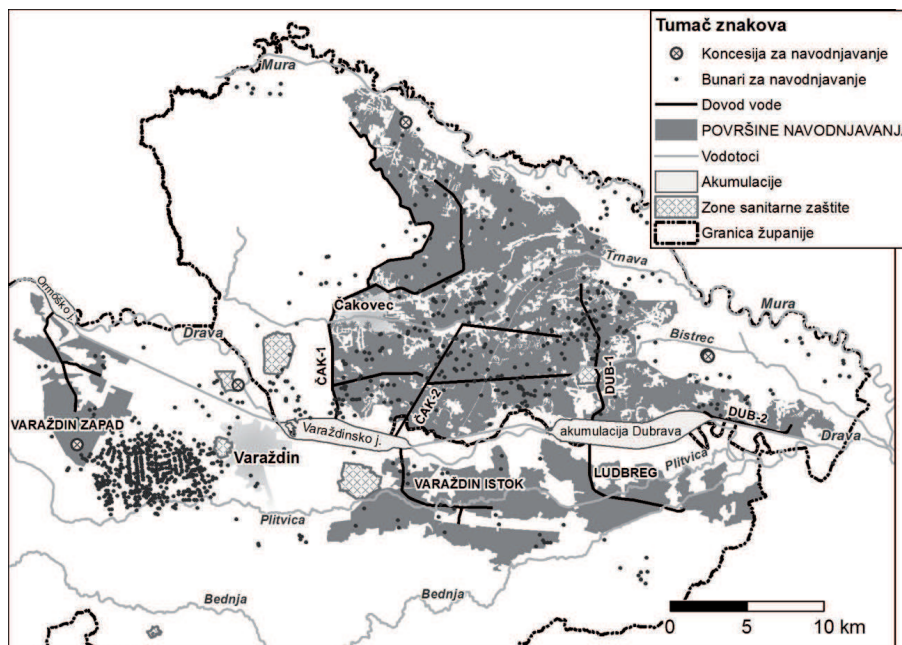 Tumač znakova
Koncesija za navodnjavanje
Bunari za navodnjavanje
Dovod vode
POVRŠINE NAVODNJAVANJA
Vodotoci
Akumulacije
Zone sanitarne zaštite
Granica županije
Mura
Trnava
Mura
Ormoško j.
Čakovec
Drava
Bistrec
ČAK-1
DUB-1
ČAK-2
DUB-2
VARAŽDIN ZAPAD
Varaždinsko j.
akumulacija Dubrava
Drava
Varaždin
Plitvica
LUDBREG
VARAŽDIN ISTOK
Plitvica
Bednja
Bednja
0 5 10 km